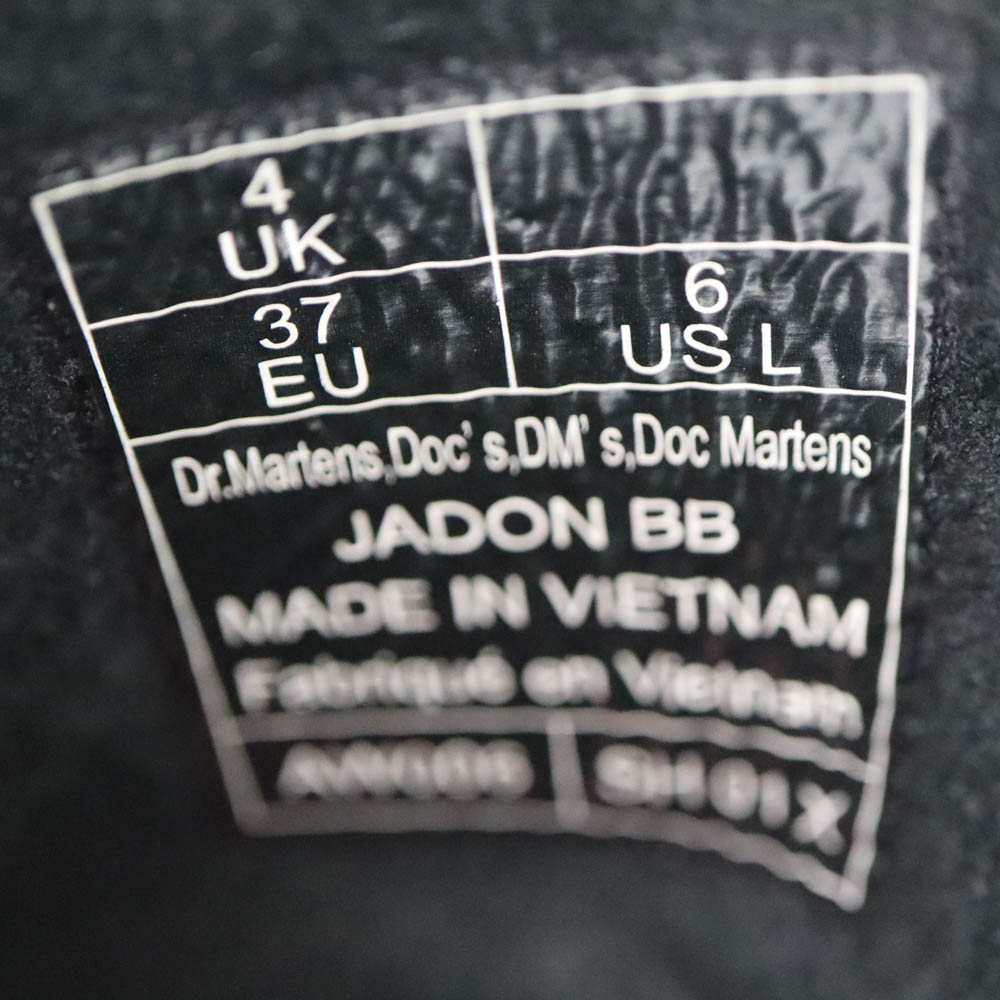 4
UK
37
EU
6
US L
Dr.Martens,Doc's,DM's,Doc Martens
JADON BB
MADE IN VIETNAM
Fabriqué en Vietnam